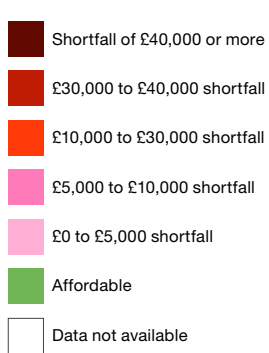 Shortfall of £40,000 or more
£30,000 to £40,000 shortfall
£10,000 to £30,000 shortfall
£5,000 to £10,000 shortfall
£0 to £5,000 shortfall
Affordable
Data not available